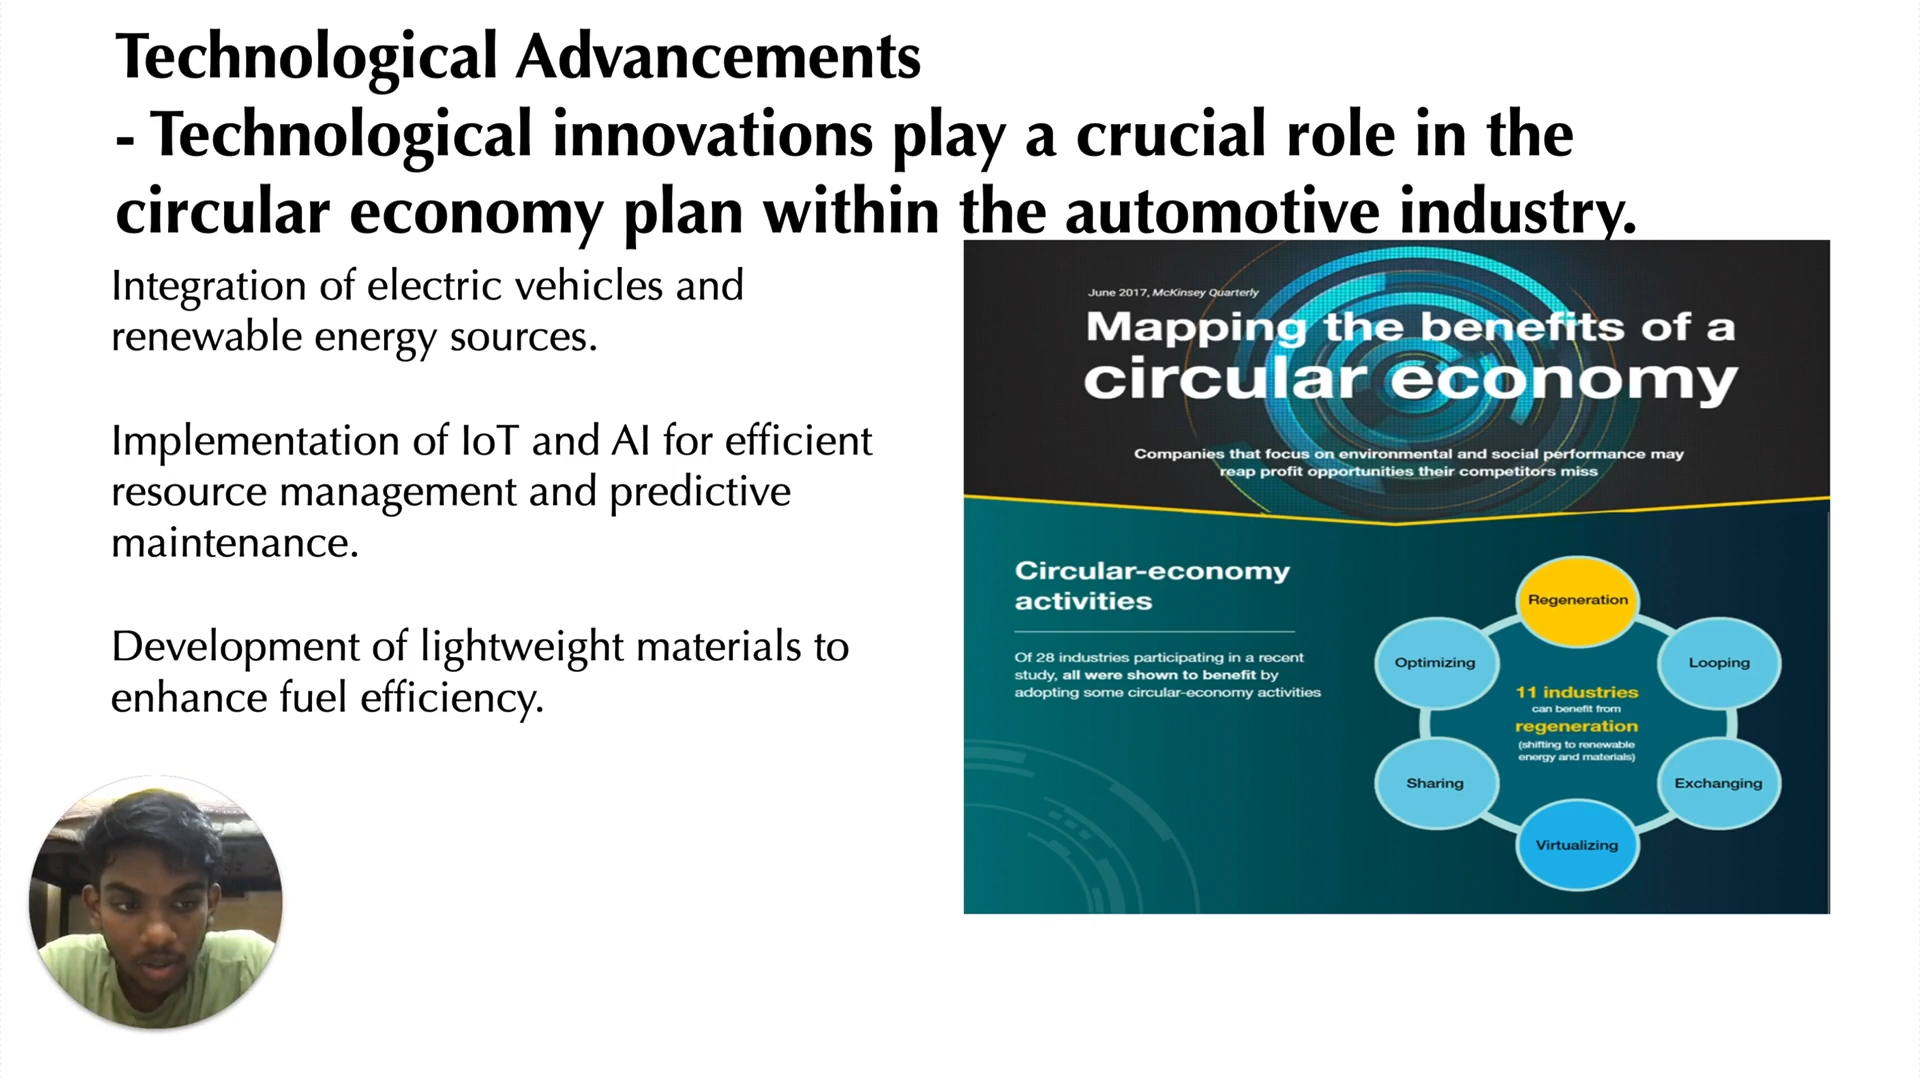 Technological Advancements
- Technological innovations play a crucial role in the
circular economy plan within the automotive industry.
Integration of electric vehicles and
renewable energy sources.
Implementation of IoT and AI for efficient
resource management and predictive
maintenance.
Development of lightweight materials to
enhance fuel efficiency.
June 2017, McKinsey Quarterly
Mapping the benefits of a
circular economy
Companies that focus on environmental and social performance may
reap profit opportunities their competitors miss
Circular-economy
activities
Of 28 industries participating in a recent
study, all were shown to benefit by
adopting some circular-economy activities
Regeneration
Optimizing
Looping
11 industries
can benefit from
regeneration
(shifting to renewable
energy and materials)
Sharing
Exchanging
Virtualizing